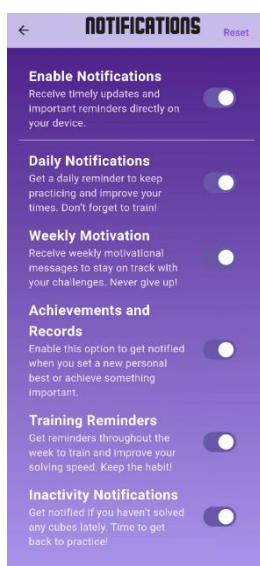 NOTIFICATIONS
Reset
Enable Notifications
Receive timely updates and
important reminders directly on
your device.
Daily Notifications
Get a daily reminder to keep
practicing and improve your
times. Don't forget to train!
Weekly Motivation
Receive weekly motivational
messages to stay on track with
your challenges. Never give up!
Achievements and
Records
Enable this option to get notified
when you set a new personal
best or achieve something
important.
Training Reminders
Get reminders throughout the
week to train and improve your
solving speed. Keep the habit!
Inactivity Notifications
Get notified if you haven't solved
any cubes lately. Time to get
back to practice!